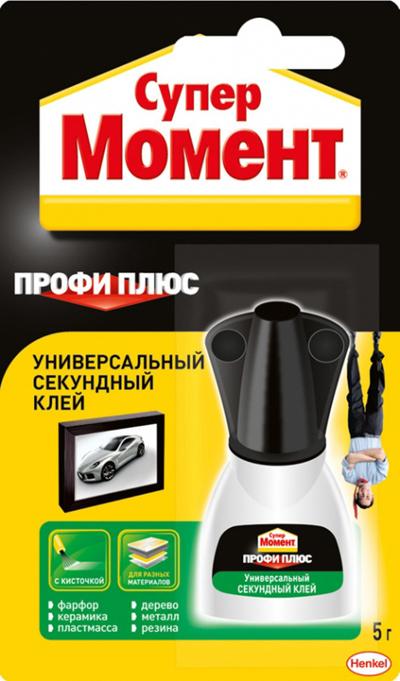 Супер
Момент®
ПРОФИ ПЛЮС
УНИВЕРСАЛЬНЫЙ
СЕКУНДНЫЙ
КЛЕЙ
С КИСТОЧКОЙ
ДЛЯ РАЗНЫХ
МАТЕРИАЛОВ
фарфор
керамика
пластмасса
дерево
металл
резина
Супер
Момент
ПРОФИ ПЛЮС
Универсальный
СЕКУНДНЫЙ КЛЕЙ
5 г
Henkel